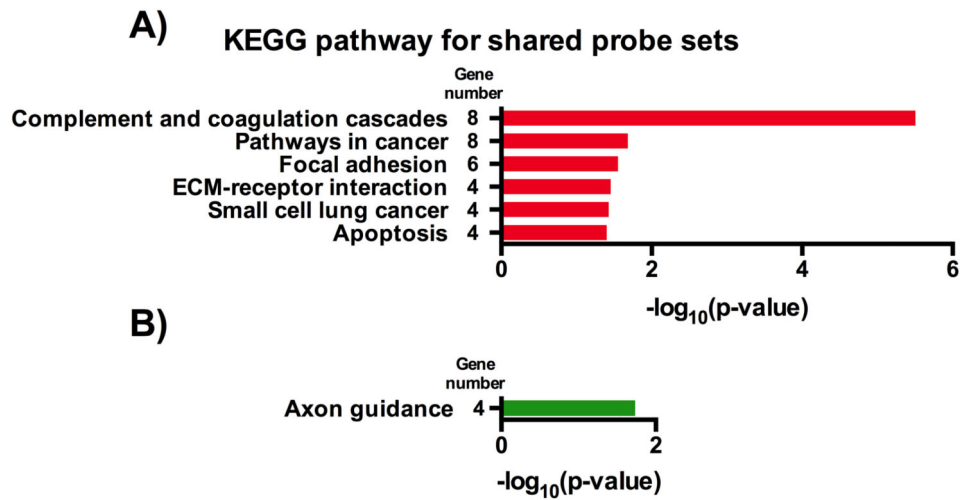 A)
KEGG pathway for shared probe sets
Gene
number
Complement and coagulation cascades 8
Pathways in cancer 8
Focal adhesion 6
ECM-receptor interaction 4
Small cell lung cancer 4
Apoptosis 4
0 2 4 6
-log10(p-value)
B)
Gene
number
Axon guidance 4
0 2
-log10(p-value)